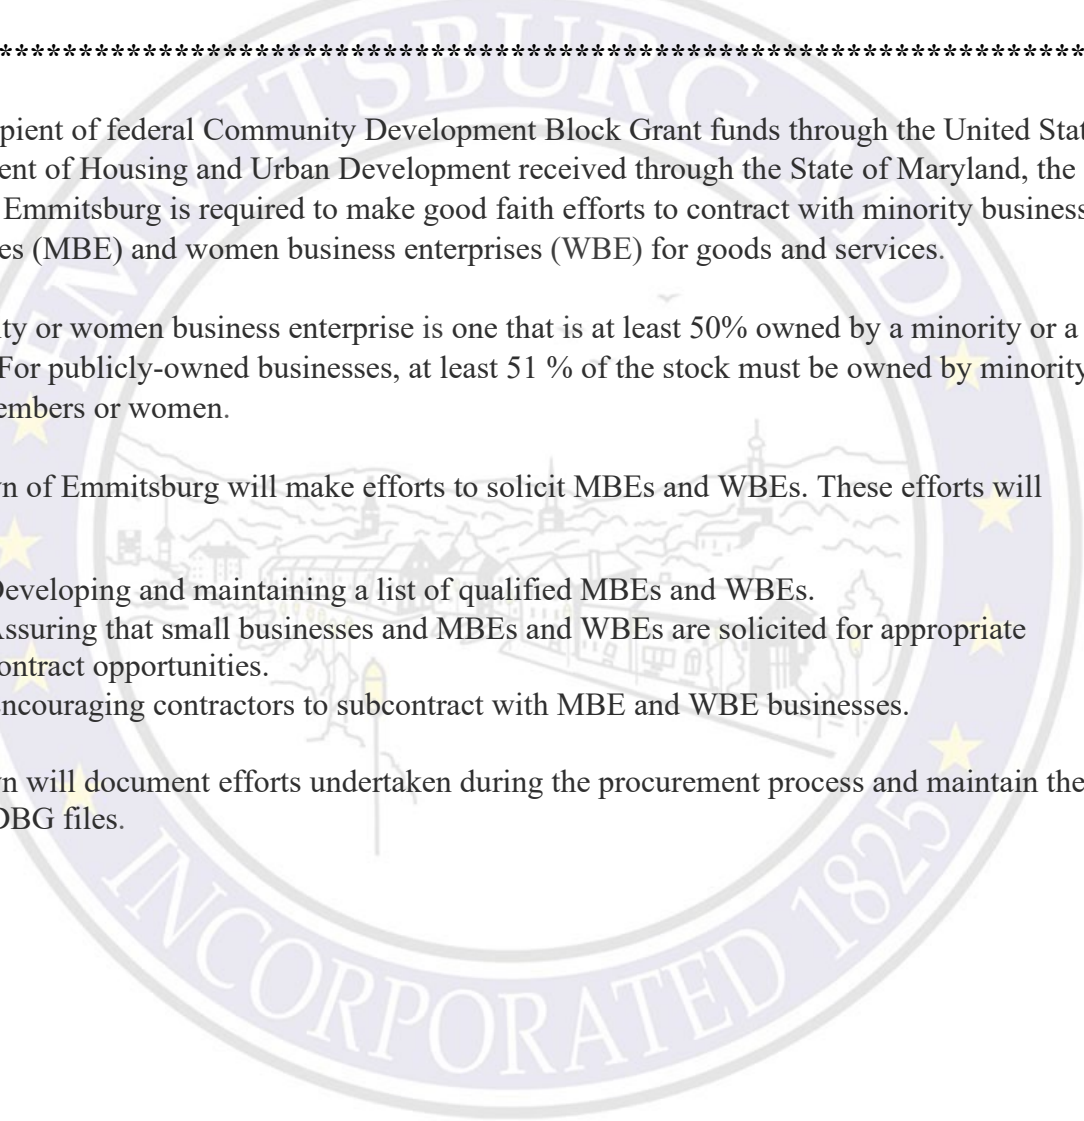 *********************************************************************
pient of federal Community Development Block Grant funds through the United Stat
ent of Housing and Urban Development received through the State of Maryland, the
Emmitsburg is required to make good faith efforts to contract with minority business
es (MBE) and women business enterprises (WBE) for goods and services.
ity or women business enterprise is one that is at least 50% owned by a minority or a
For publicly-owned businesses, at least 51 % of the stock must be owned by minority
embers or women.
n of Emmitsburg will make efforts to solicit MBEs and WBEs. These efforts will
Developing and maintaining a list of qualified MBEs and WBEs.
Assuring that small businesses and MBEs and WBEs are solicited for appropriate
ontract opportunities.
ncouraging contractors to subcontract with MBE and WBE businesses.
n will document efforts undertaken during the procurement process and maintain the
DBG files.
EMMITSBURG, MD.
INCORPORATED 1825